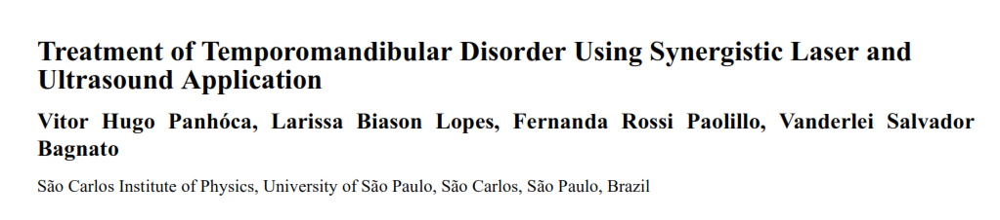 Treatment of Temporomandibular Disorder Using Synergistic Laser and
Ultrasound Application
Vitor Hugo Panhóca, Larissa Biason Lopes, Fernanda Rossi Paolillo, Vanderlei Salvador
Bagnato
São Carlos Institute of Physics, University of São Paulo, São Carlos, São Paulo, Brazil